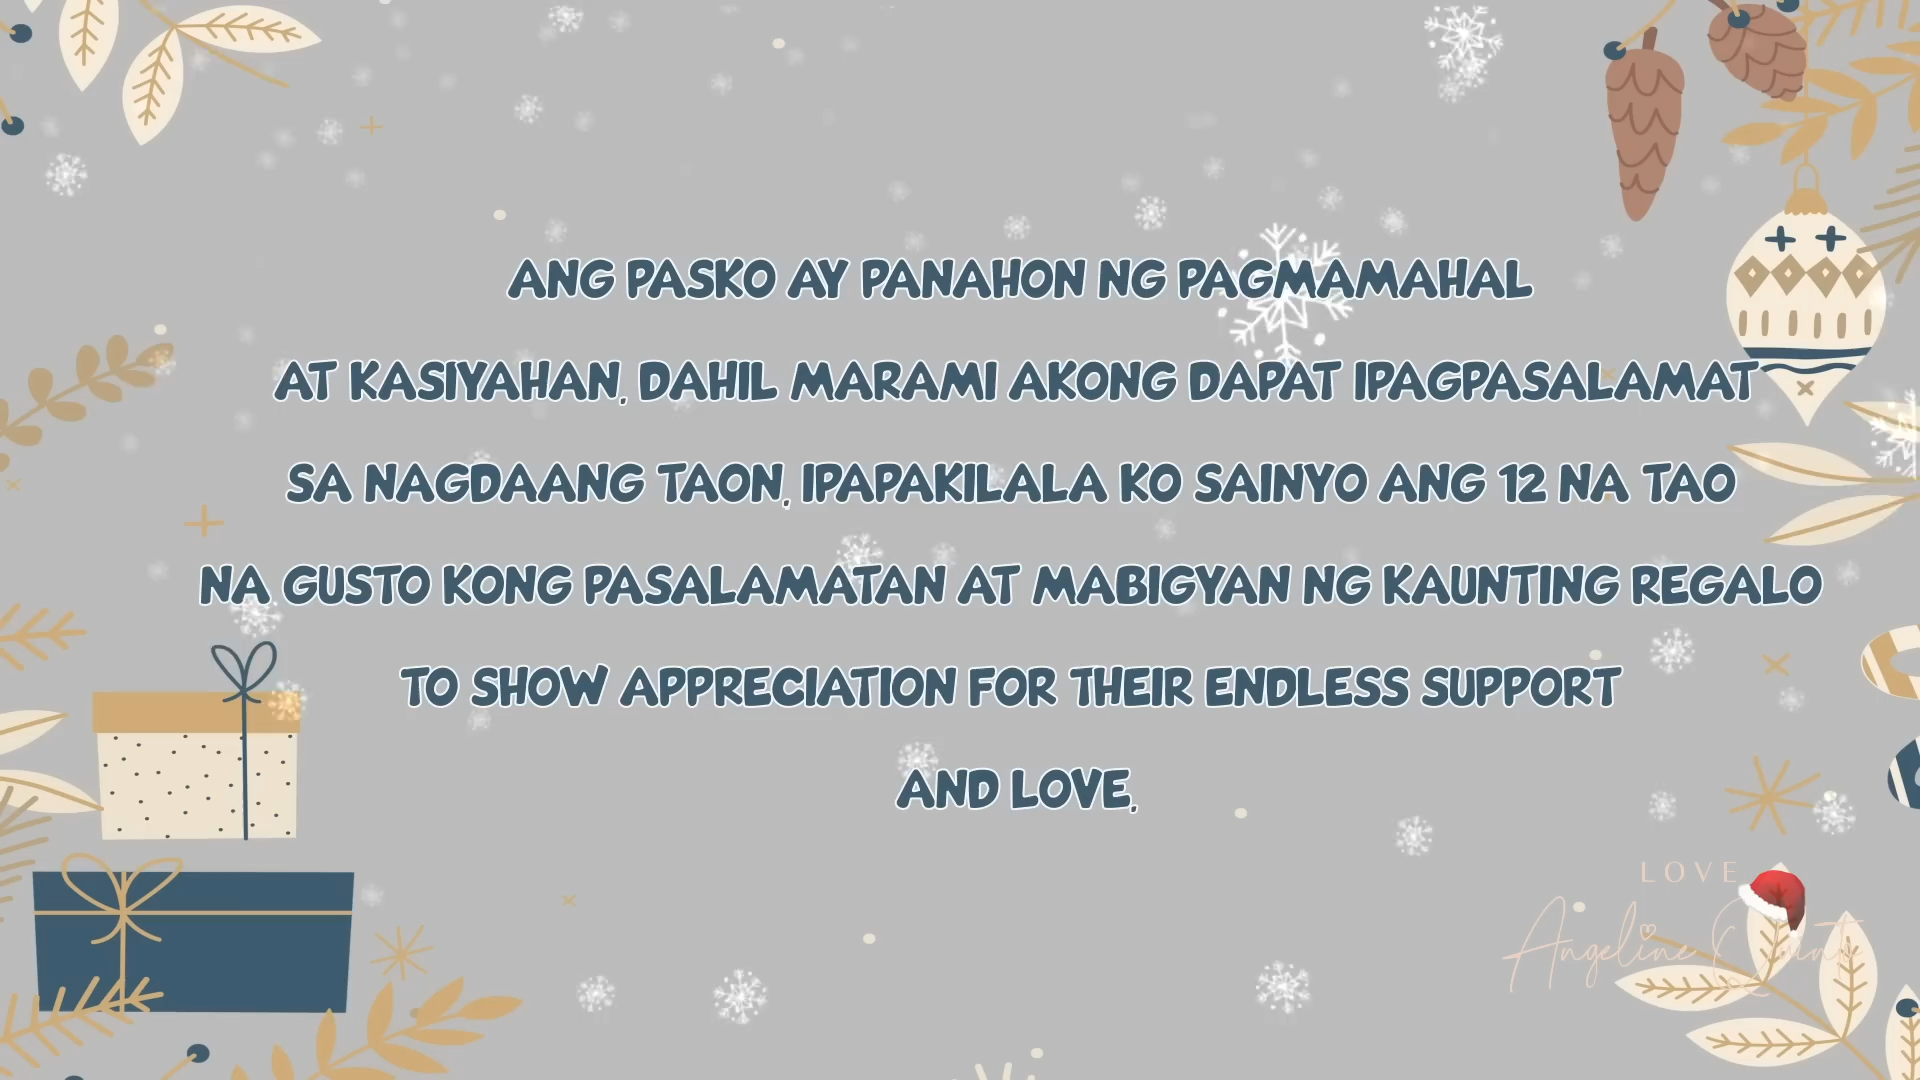 ANG PASKO AY PANAHON NG PAGMAMAHAL
AT KASIYAHAN, DAHIL MARAMI AKONG DAPAT IPAGPASALAMAT
SA NAGDAANG TAON, IPAPAKILALA KO SAINYO ANG 12 NA TAO
NA GUSTO KONG PASALAMATAN AT MABIGYAN NG KAUNTING REGALO
TO SHOW APPRECIATION FOR THEIR ENDLESS SUPPORT
AND LOVE,
LOVE
Angeline Quinto